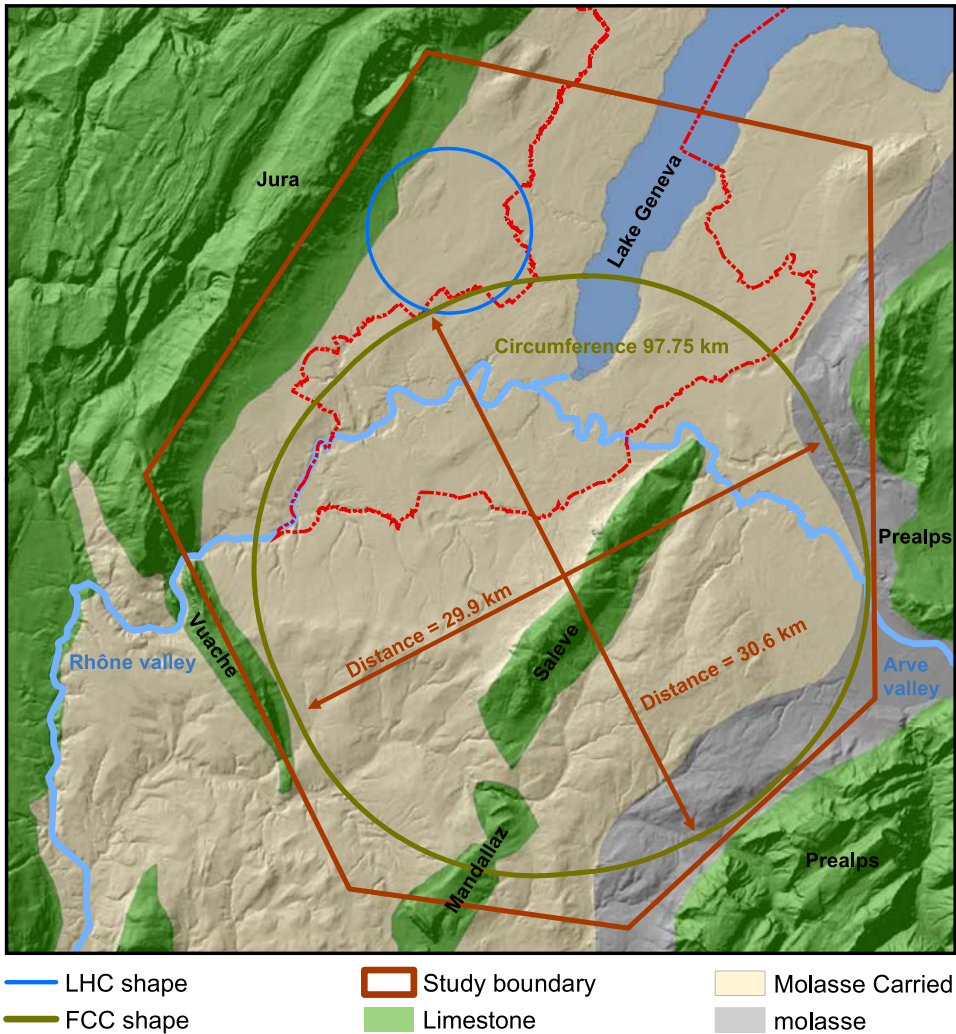 Jura
Lake Geneva
Circumference 97.75 km
Prealps
Distance = 29.9 km
Vuache
Saleve
Rhône valley
Distance = 30.6 km
Arve
valley
Mandallaz
Prealps
LHC shape
Study boundary
Molasse Carried
FCC shape
Limestone
molasse